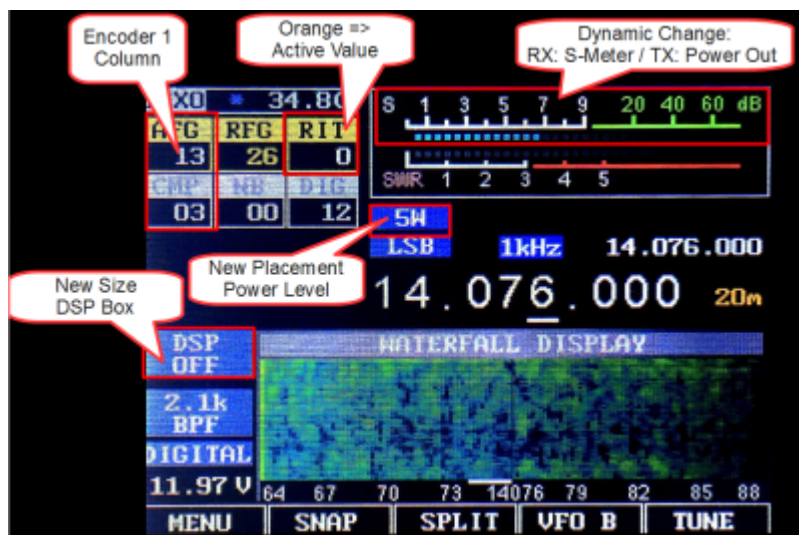 Encoder 1
Column
Orange =>
Active Value
Dynamic Change:
RX: S-Meter / TX: Power Out
34.8
AFG RFG RIT
13 26 0
CMP NB DIG
03 00 12
S 1 3 5 7 9 20 40 60 dB
SWR 1 2 3 4 5
5W
LSB 1kHz 14.076.000
New Placement
Power Level
14.076.000 20m
New Size
DSP Box
DSP
OFF
WATERFALL DISPLAY
2.1k
BPF
DIGITAL
11.97 V
64 67 70 73 14076 79 82 85 88
MENU SNAP SPLIT VFO B TUNE